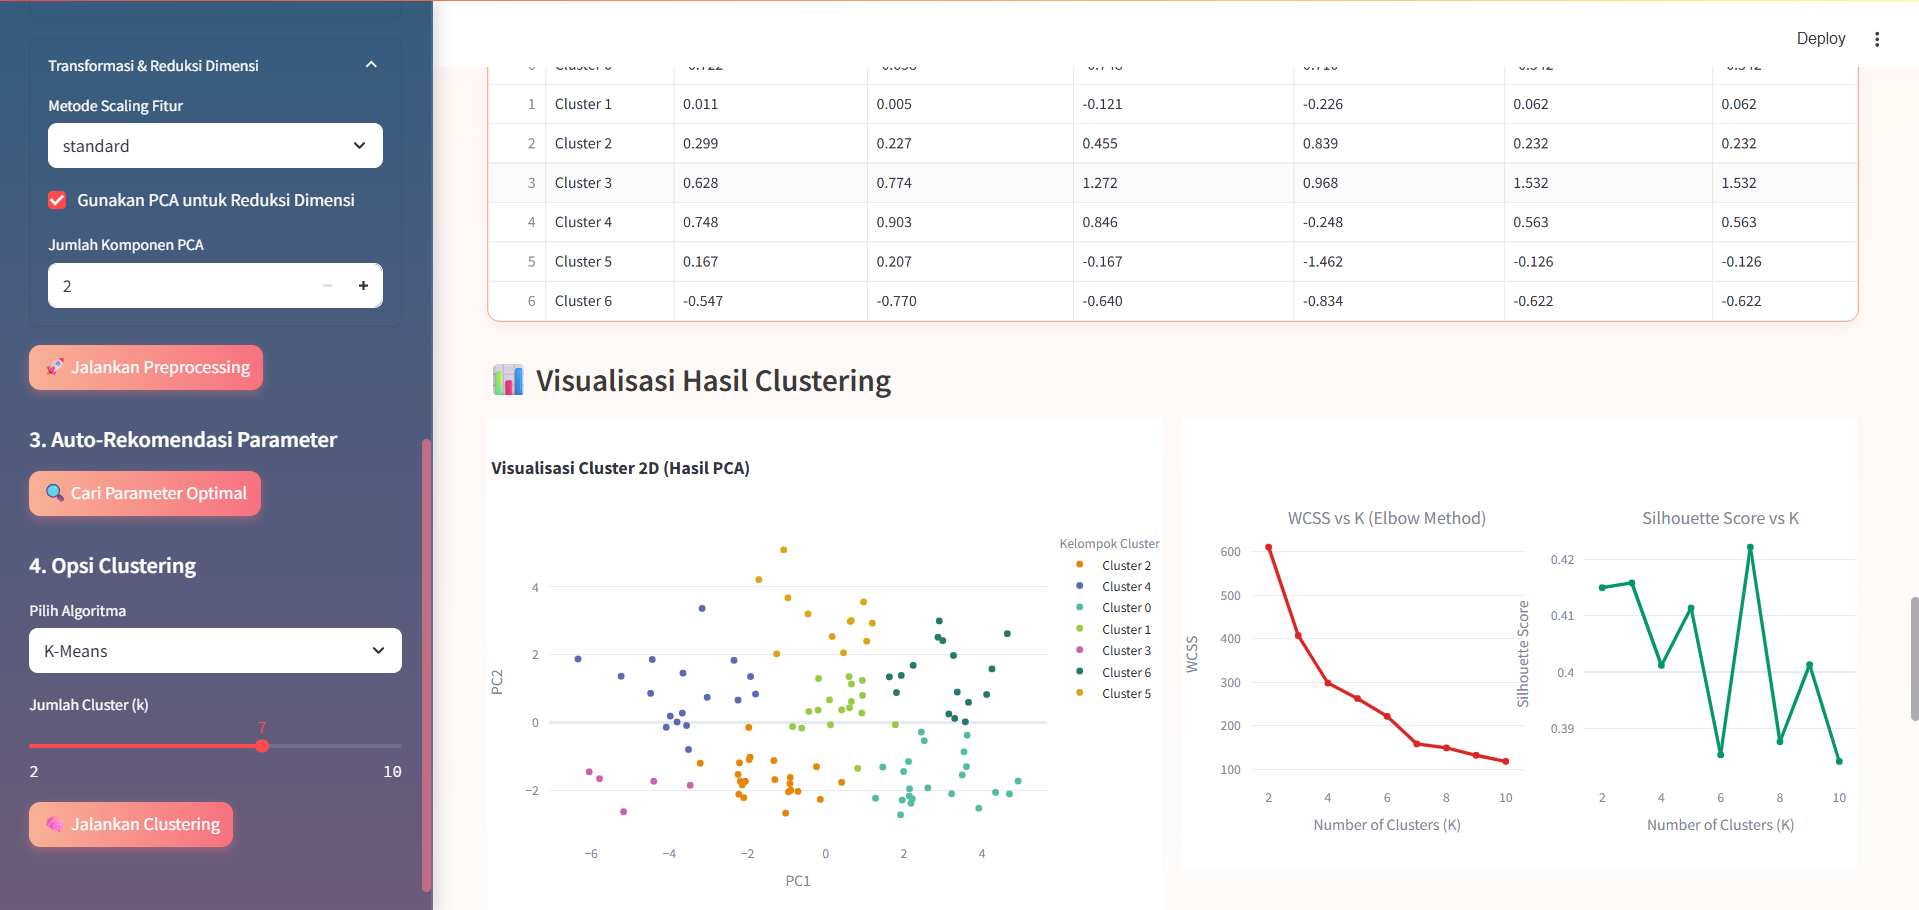 Deploy
Transformasi & Reduksi Dimensi
Metode Scaling Fitur
standard
Gunakan PCA untuk Reduksi Dimensi
Jumlah Komponen PCA
2
Jalankan Preprocessing
3. Auto-Rekomendasi Parameter
Cari Parameter Optimal
4. Opsi Clustering
Pilih Algoritma
K-Means
Jumlah Cluster (k)
7
2 10
Jalankan Clustering
1 Cluster 1 0.011 0.005 -0.121 -0.226 0.062 0.062
2 Cluster 2 0.299 0.227 0.455 0.839 0.232 0.232
3 Cluster 3 0.628 0.774 1.272 0.968 1.532 1.532
4 Cluster 4 0.748 0.903 0.846 -0.248 0.563 0.563
5 Cluster 5 0.167 0.207 -0.167 -1.462 -0.126 -0.126
6 Cluster 6 -0.547 -0.770 -0.640 -0.834 -0.622 -0.622
Visualisasi Hasil Clustering
Visualisasi Cluster 2D (Hasil PCA)
Kelompok Cluster
Cluster 2
Cluster 4
Cluster 0
Cluster 1
Cluster 3
Cluster 6
Cluster 5
PC2
4
2
0
−2
−6 −4 −2 0 2 4
PC1
WCSS vs K (Elbow Method)
WCSS
600
500
400
300
200
100
2 4 6 8 10
Number of Clusters (K)
Silhouette Score vs K
Silhouette Score
0.42
0.41
0.4
0.39
2 4 6 8 10
Number of Clusters (K)